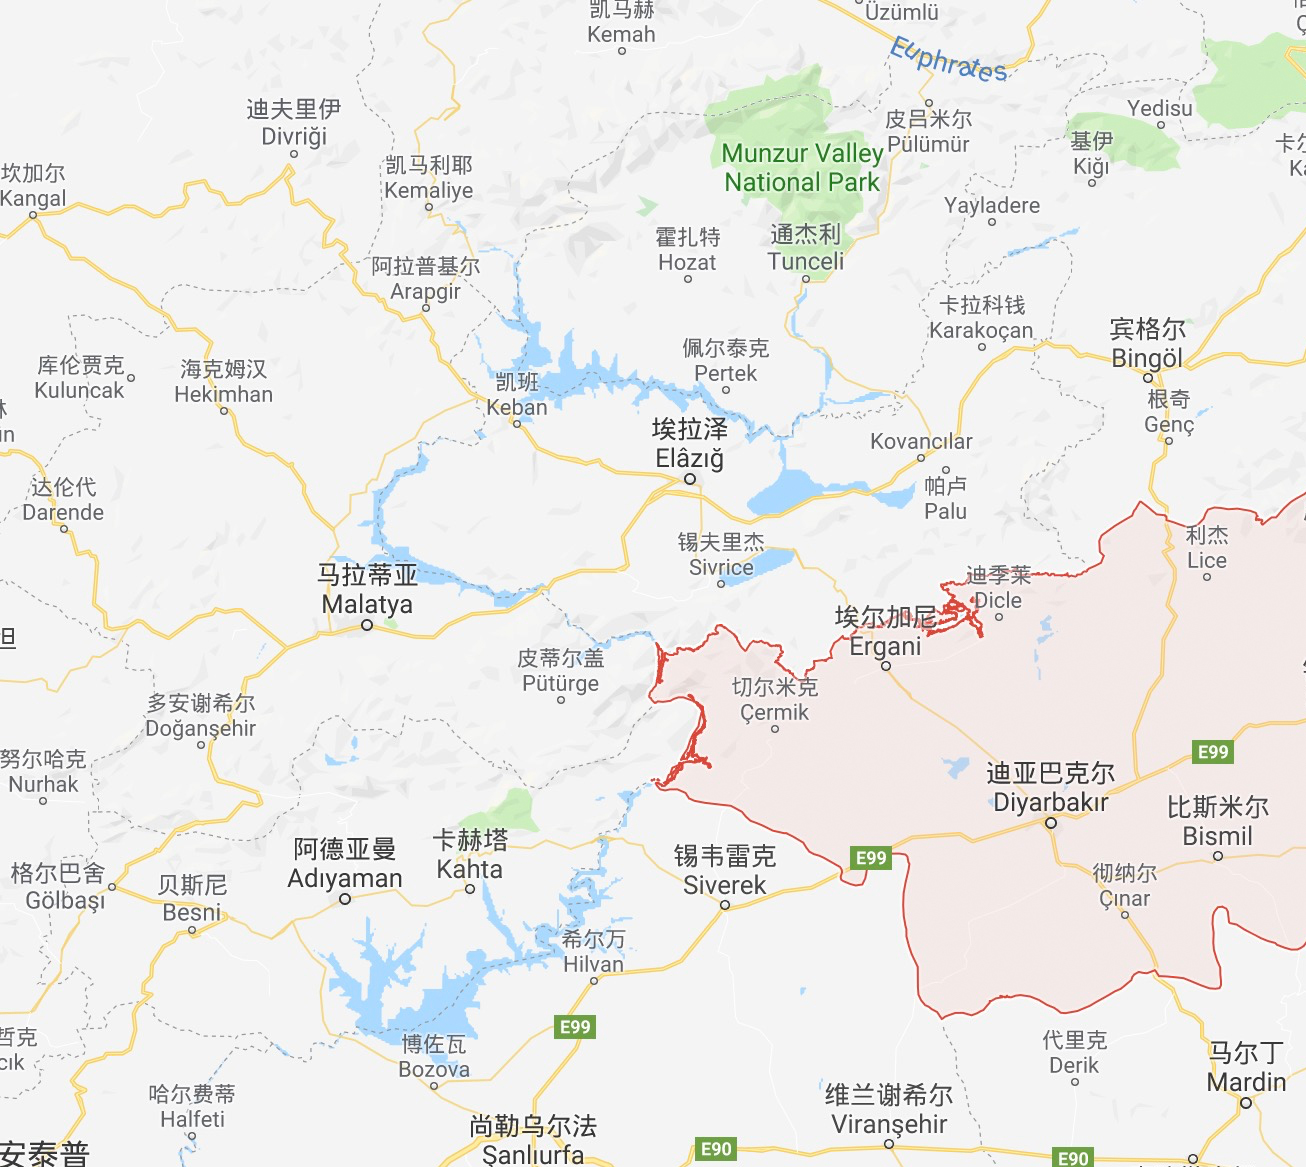 凯马赫
Kemah
Üzümlü
Euphrates
迪夫里伊
Divriği
皮吕米尔
Pülümür
Yedisu
基伊
Kiğı
Munzur Valley
National Park
坎加尔
Kangal
凯马利耶
Kemaliye
Yayladere
霍扎特
Hozat
通杰利
Tunceli
阿拉普基尔
Arapgir
卡拉科钱
Karakoçan
宾格尔
Bingöl
库伦贾克
Kuluncak
海克姆汉
Hekimhan
佩尔泰克
Pertek
凯班
Keban
根奇
Genç
埃拉泽
Elâzığ
Kovancılar
帕卢
Palu
达伦代
Darende
锡夫里杰
Sivrice
利杰
Lice
马拉蒂亚
Malatya
迪季莱
Dicle
埃尔加尼
Ergani
皮蒂尔盖
Pütürge
切尔米克
Çermik
多安谢希尔
Doğanşehir
努尔哈克
Nurhak
E99
迪亚巴克尔
Diyarbakır
比斯米尔
Bismil
阿德亚曼
Adıyaman
卡赫塔
Kahta
锡韦雷克
Siverek
E99
格尔巴舍
Gölbaşı
贝斯尼
Besni
彻纳尔
Çınar
希尔万
Hilvan
E99
博佐瓦
Bozova
代里克
Derik
马尔丁
Mardin
哈尔费蒂
Halfeti
维兰谢希尔
Viranşehir
尚勒乌尔法
Şanlıurfa
安泰普
E90
E90